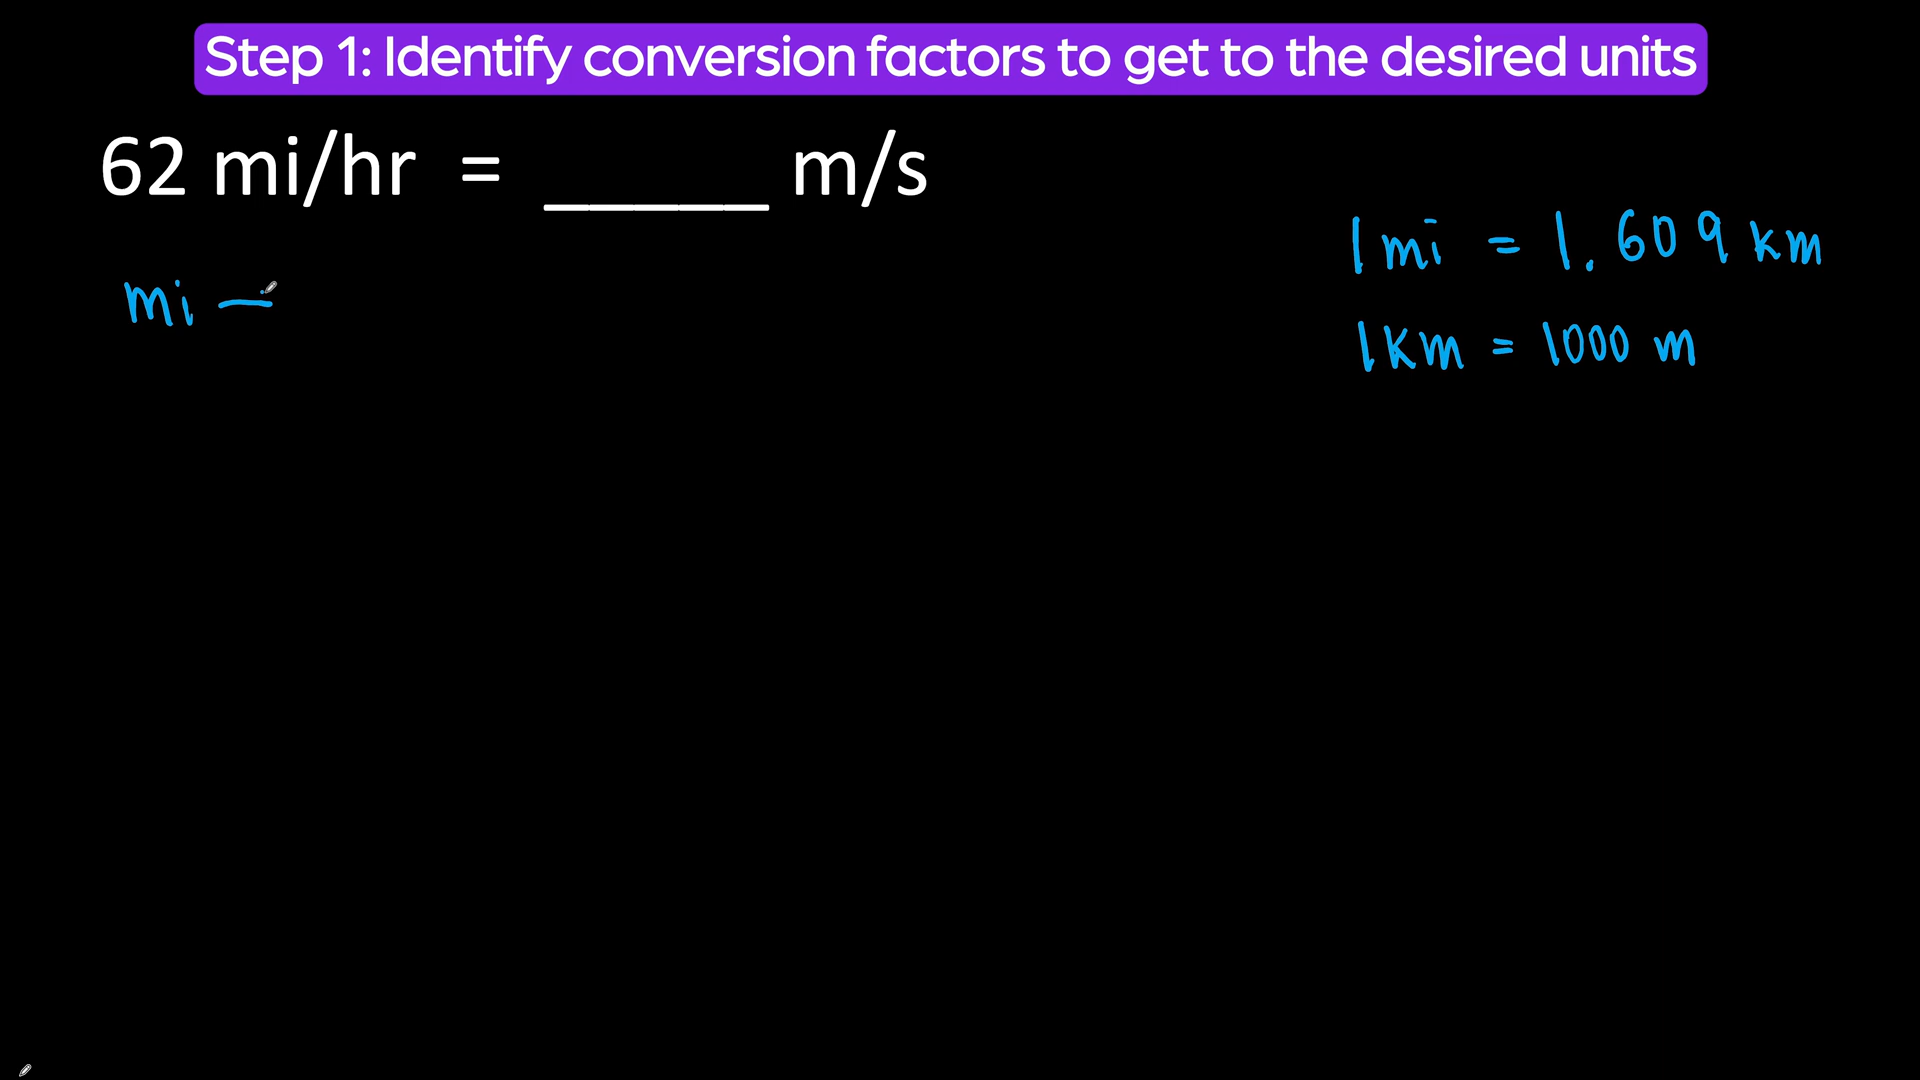 Step 1: Identify conversion factors to get to the desired units
62 mi/hr = _____ m/s
1 mi = 1.609 km
mi —
1 km = 1000 m